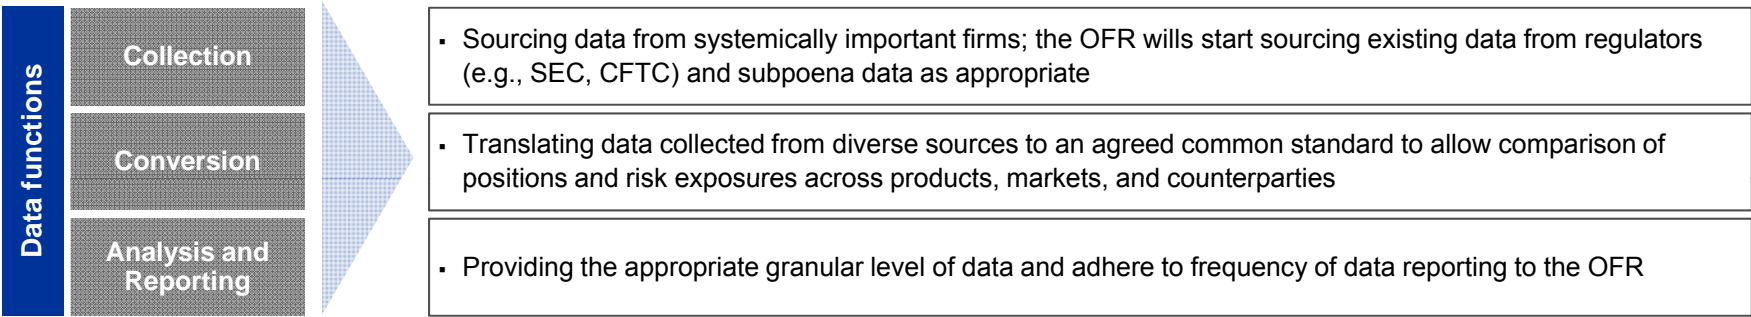 Data functions
Collection
▪ Sourcing data from systemically important firms; the OFR wills start sourcing existing data from regulators
(e.g., SEC, CFTC) and subpoena data as appropriate
Conversion
▪ Translating data collected from diverse sources to an agreed common standard to allow comparison of
positions and risk exposures across products, markets, and counterparties
Analysis and
Reporting
▪ Providing the appropriate granular level of data and adhere to frequency of data reporting to the OFR